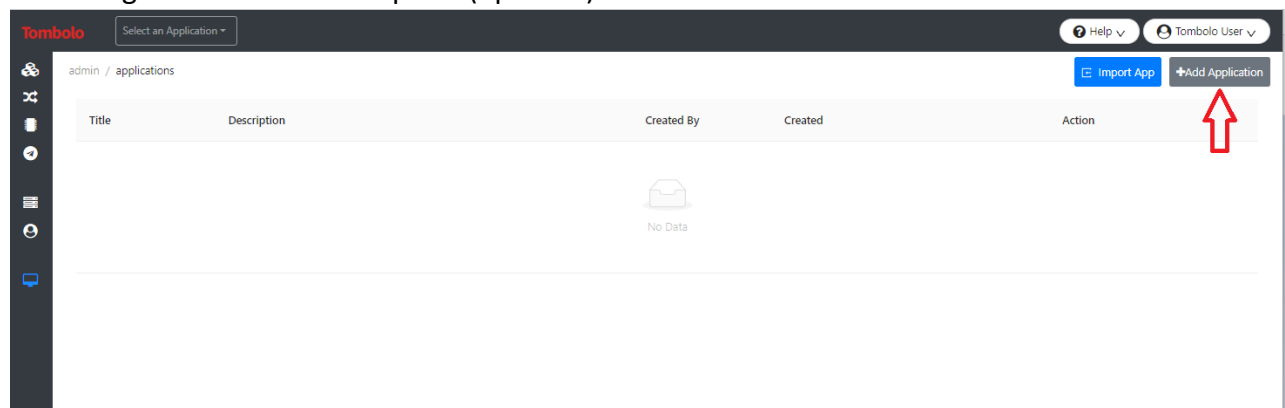 Tombolo Select an Application Help Tombolo User
admin / applications Import App +Add Application
Title Description Created By Created Action
No Data